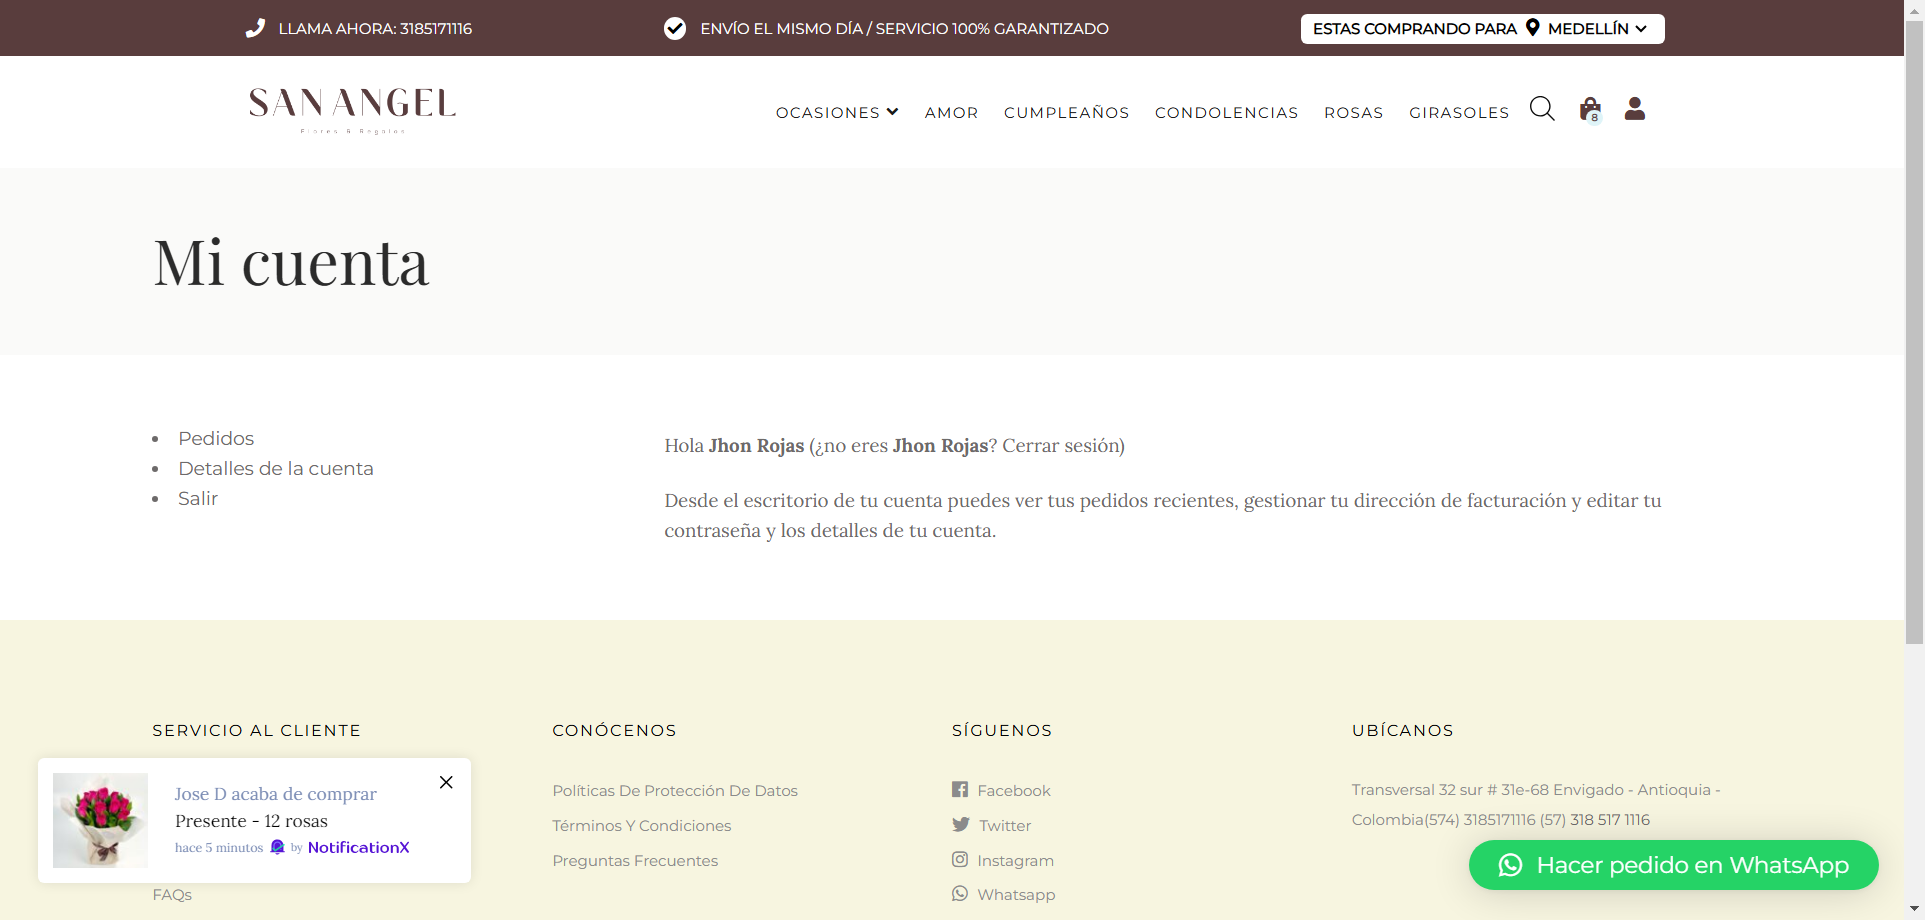 LLAMA AHORA: 3185171116
ENVÍO EL MISMO DÍA / SERVICIO 100% GARANTIZADO
ESTAS COMPRANDO PARA MEDELLÍN
SAN ANGEL
Flores & Regalos
OCASIONES
AMOR
CUMPLEAÑOS
CONDOLENCIAS
ROSAS
GIRASOLES
8
Mi cuenta
Pedidos
Detalles de la cuenta
Salir
Hola Jhon Rojas (¿no eres Jhon Rojas? Cerrar sesión)
Desde el escritorio de tu cuenta puedes ver tus pedidos recientes, gestionar tu dirección de facturación y editar tu
contraseña y los detalles de tu cuenta.
SERVICIO AL CLIENTE
Jose D acaba de comprar
Presente - 12 rosas
hace 5 minutos by NotificationX
FAQs
CONÓCENOS
Políticas De Protección De Datos
Términos Y Condiciones
Preguntas Frecuentes
SÍGUENOS
Facebook
Twitter
Instagram
Whatsapp
UBÍCANOS
Transversal 32 sur # 31e-68 Envigado - Antioquia -
Colombia(574) 3185171116 (57) 318 517 1116
Hacer pedido en WhatsApp